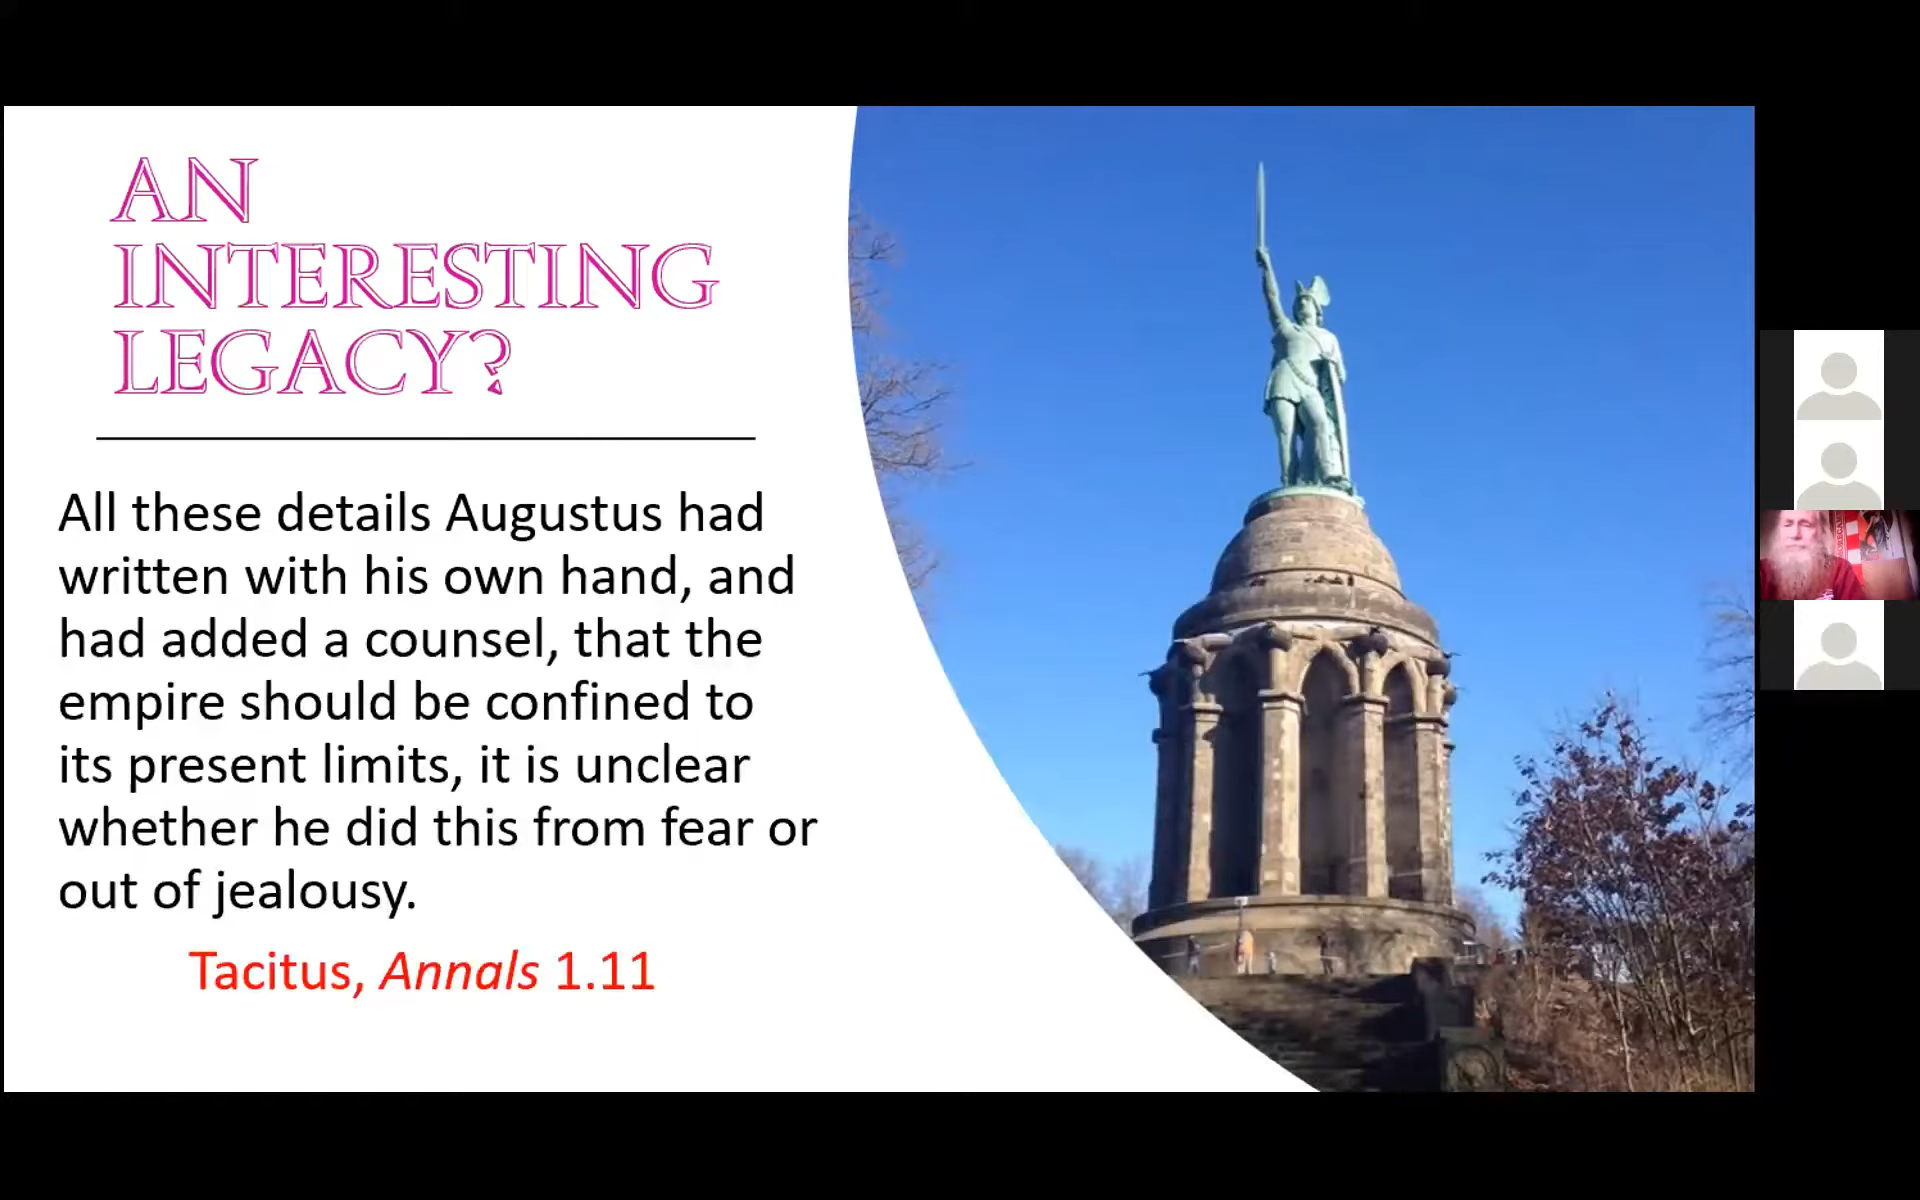 AN
INTERESTING
LEGACY?
All these details Augustus had
written with his own hand, and
had added a counsel, that the
empire should be confined to
its present limits, it is unclear
whether he did this from fear or
out of jealousy.
Tacitus, Annals 1.11